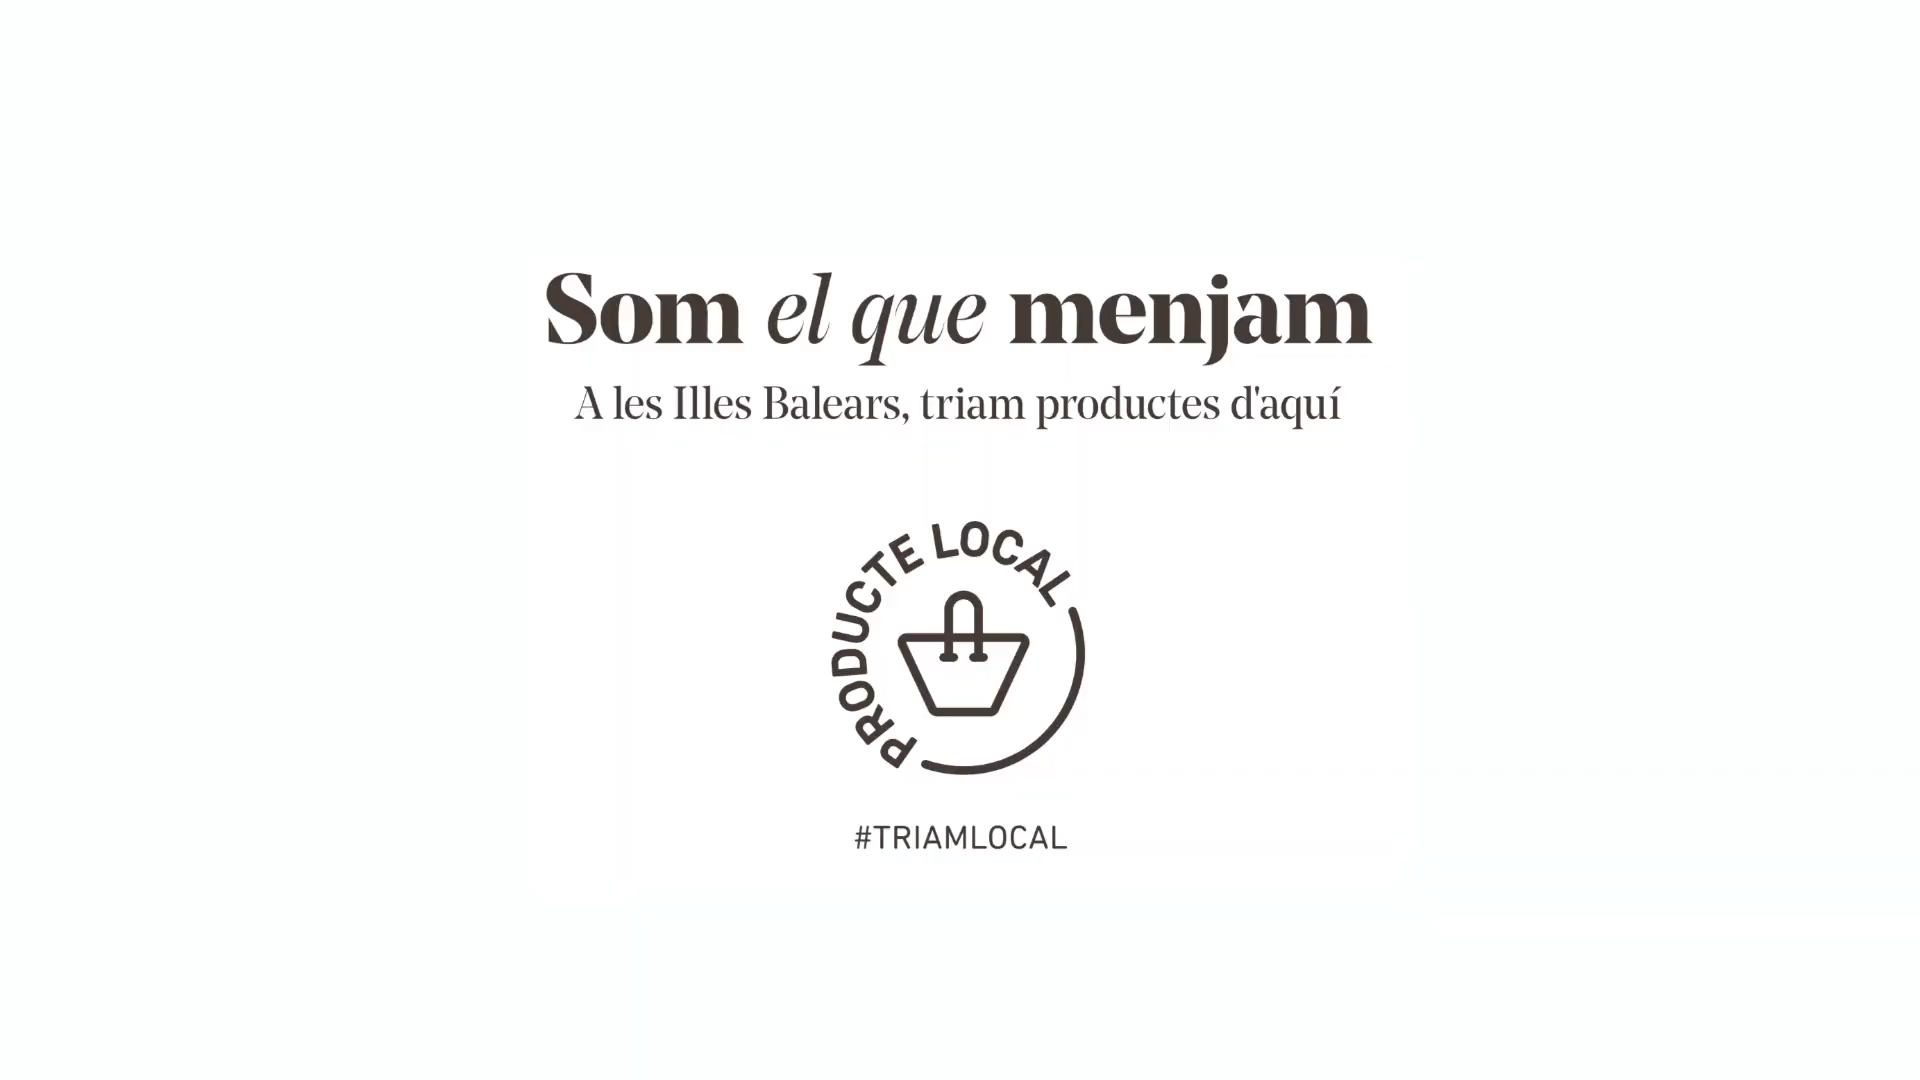 Som el que menjam
A les Illes Balears, triam productes d'aquí
PRODUCTE LOCAL
#TRIAMLOCAL